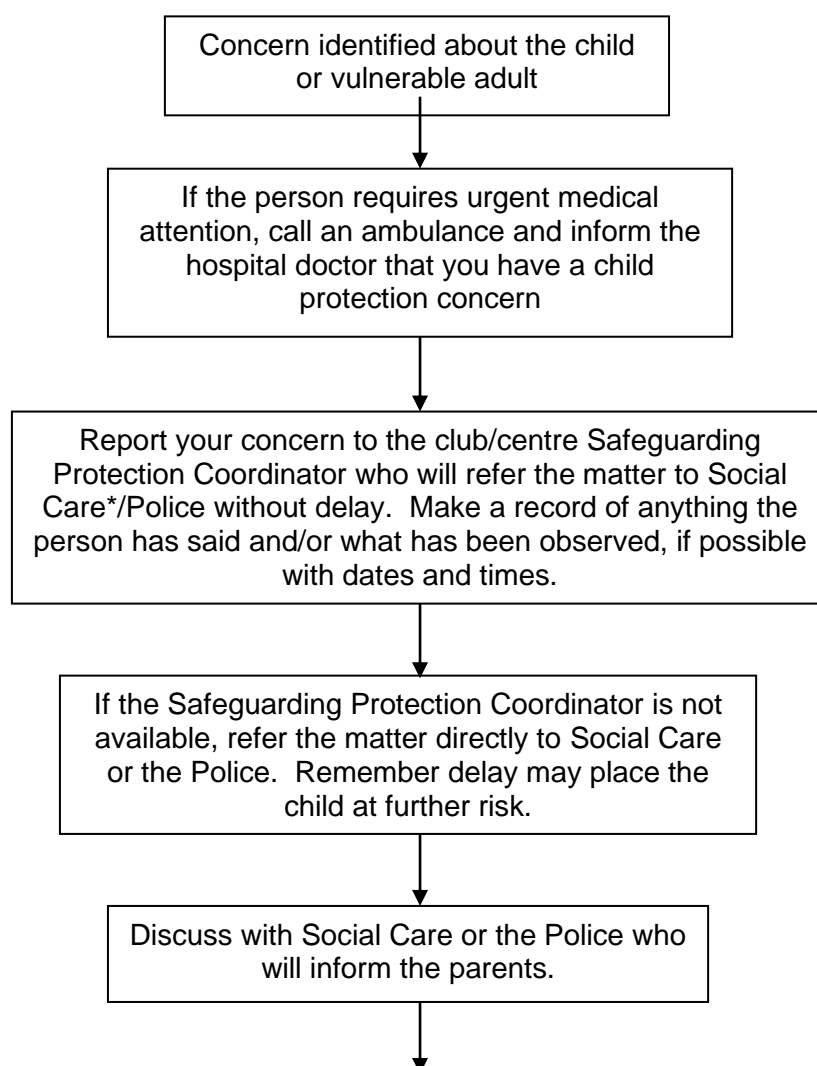 Concern identified about the child
or vulnerable adult
If the person requires urgent medical
attention, call an ambulance and inform the
hospital doctor that you have a child
protection concern
Report your concern to the club/centre Safeguarding
Protection Coordinator who will refer the matter to Social
Care*/Police without delay.  Make a record of anything the
person has said and/or what has been observed, if possible
with dates and times.
If the Safeguarding Protection Coordinator is not
available, refer the matter directly to Social Care
or the Police.  Remember delay may place the
child at further risk.
Discuss with Social Care or the Police who
will inform the parents.